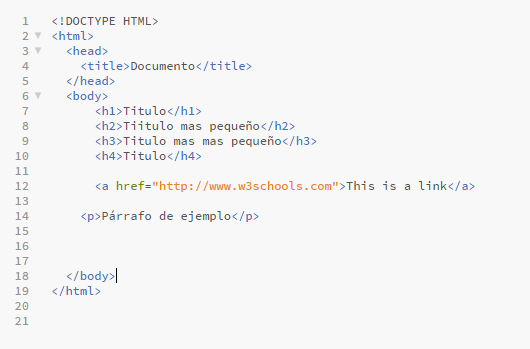 1 <!DOCTYPE HTML>
2 <html>
3 <head>
4 <title>Documento</title>
5 </head>
6 <body>
7 <h1>Titulo</h1>
8 <h2>Tiitulo mas pequeño</h2>
9 <h3>Titulo mas mas pequeño</h3>
10 <h4>Titulo</h4>
11
12 <a href="http://www.w3schools.com">This is a link</a>
13
14 <p>Párrafo de ejemplo</p>
15
16
17
18 </body>
19 </html>
20
21